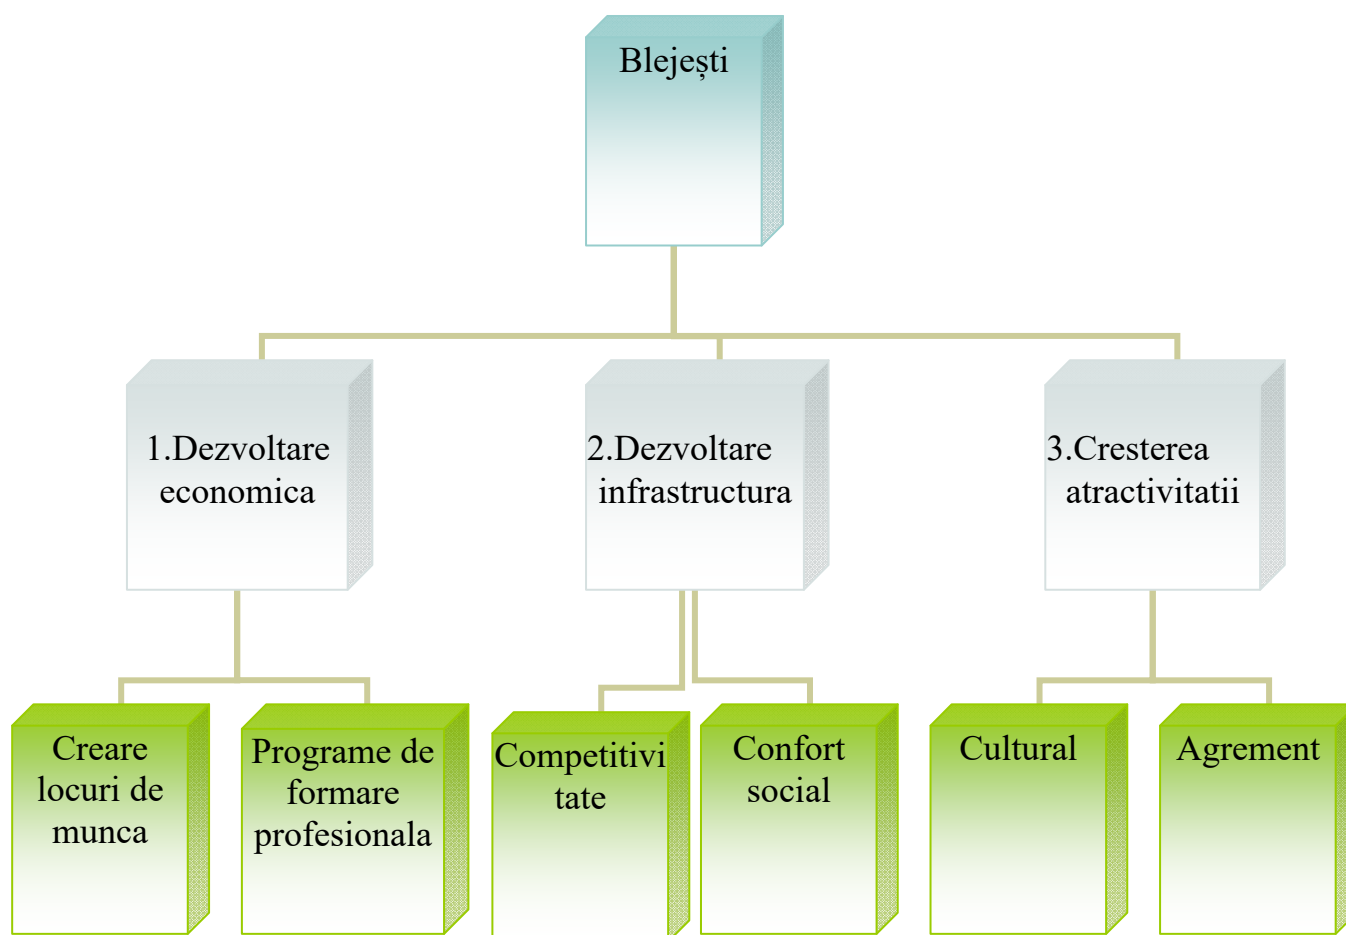 Blejești
1.Dezvoltare
economica
2.Dezvoltare
infrastructura
3.Cresterea
atractivitatii
Creare
locuri de
munca
Programe de
formare
profesionala
Competitivi
tate
Confort
social
Cultural
Agrement